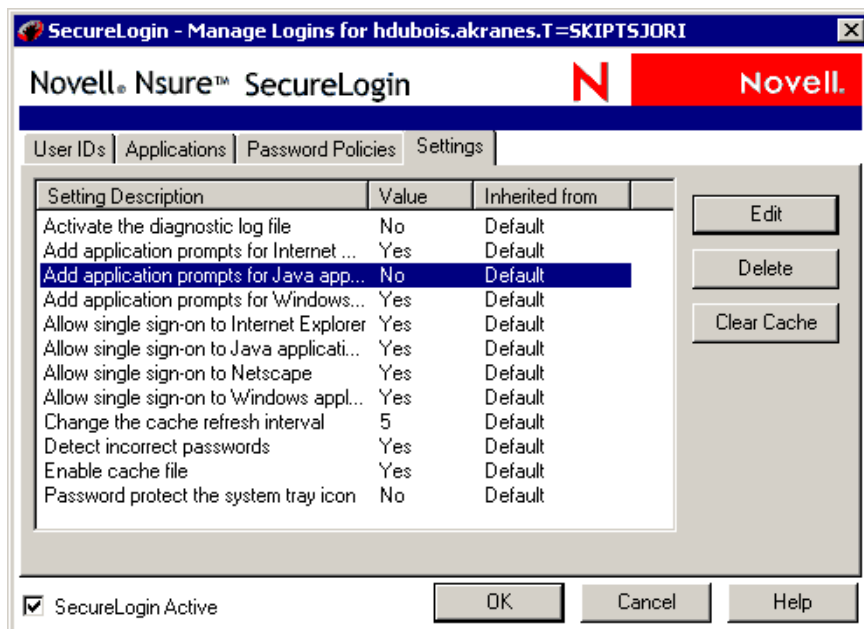 SecureLogin - Manage Logins for hdubois.akranes.T=SKIPTSJORI
Novell® Nsure™ SecureLogin N Novell.
User IDs Applications Password Policies Settings
Setting Description Value Inherited from
Activate the diagnostic log file No Default
Add application prompts for Internet ... Yes Default
Add application prompts for Java app... No Default
Add application prompts for Windows... Yes Default
Allow single sign-on to Internet Explorer Yes Default
Allow single sign-on to Java applicati... Yes Default
Allow single sign-on to Netscape Yes Default
Allow single sign-on to Windows appl... Yes Default
Change the cache refresh interval 5 Default
Detect incorrect passwords Yes Default
Enable cache file Yes Default
Password protect the system tray icon No Default
Edit
Delete
Clear Cache
SecureLogin Active
OK Cancel Help